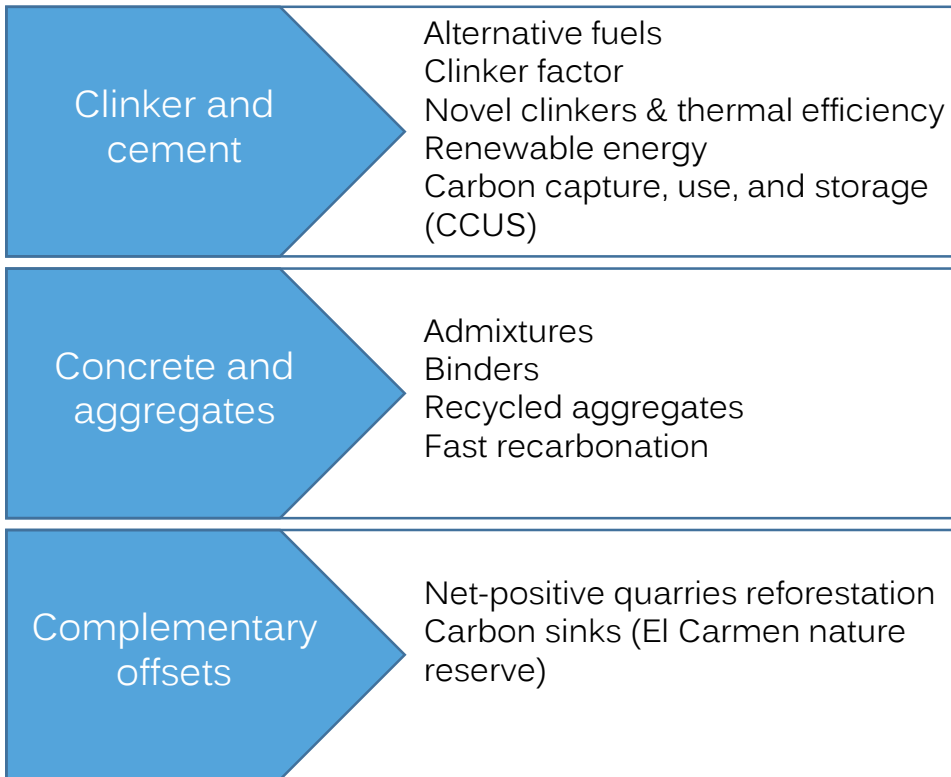 Clinker and
cement
Alternative fuels
Clinker factor
Novel clinkers & thermal efficiency
Renewable energy
Carbon capture, use, and storage
(CCUS)
Concrete and
aggregates
Admixtures
Binders
Recycled aggregates
Fast recarbonation
Complementary
offsets
Net-positive quarries reforestation
Carbon sinks (El Carmen nature
reserve)